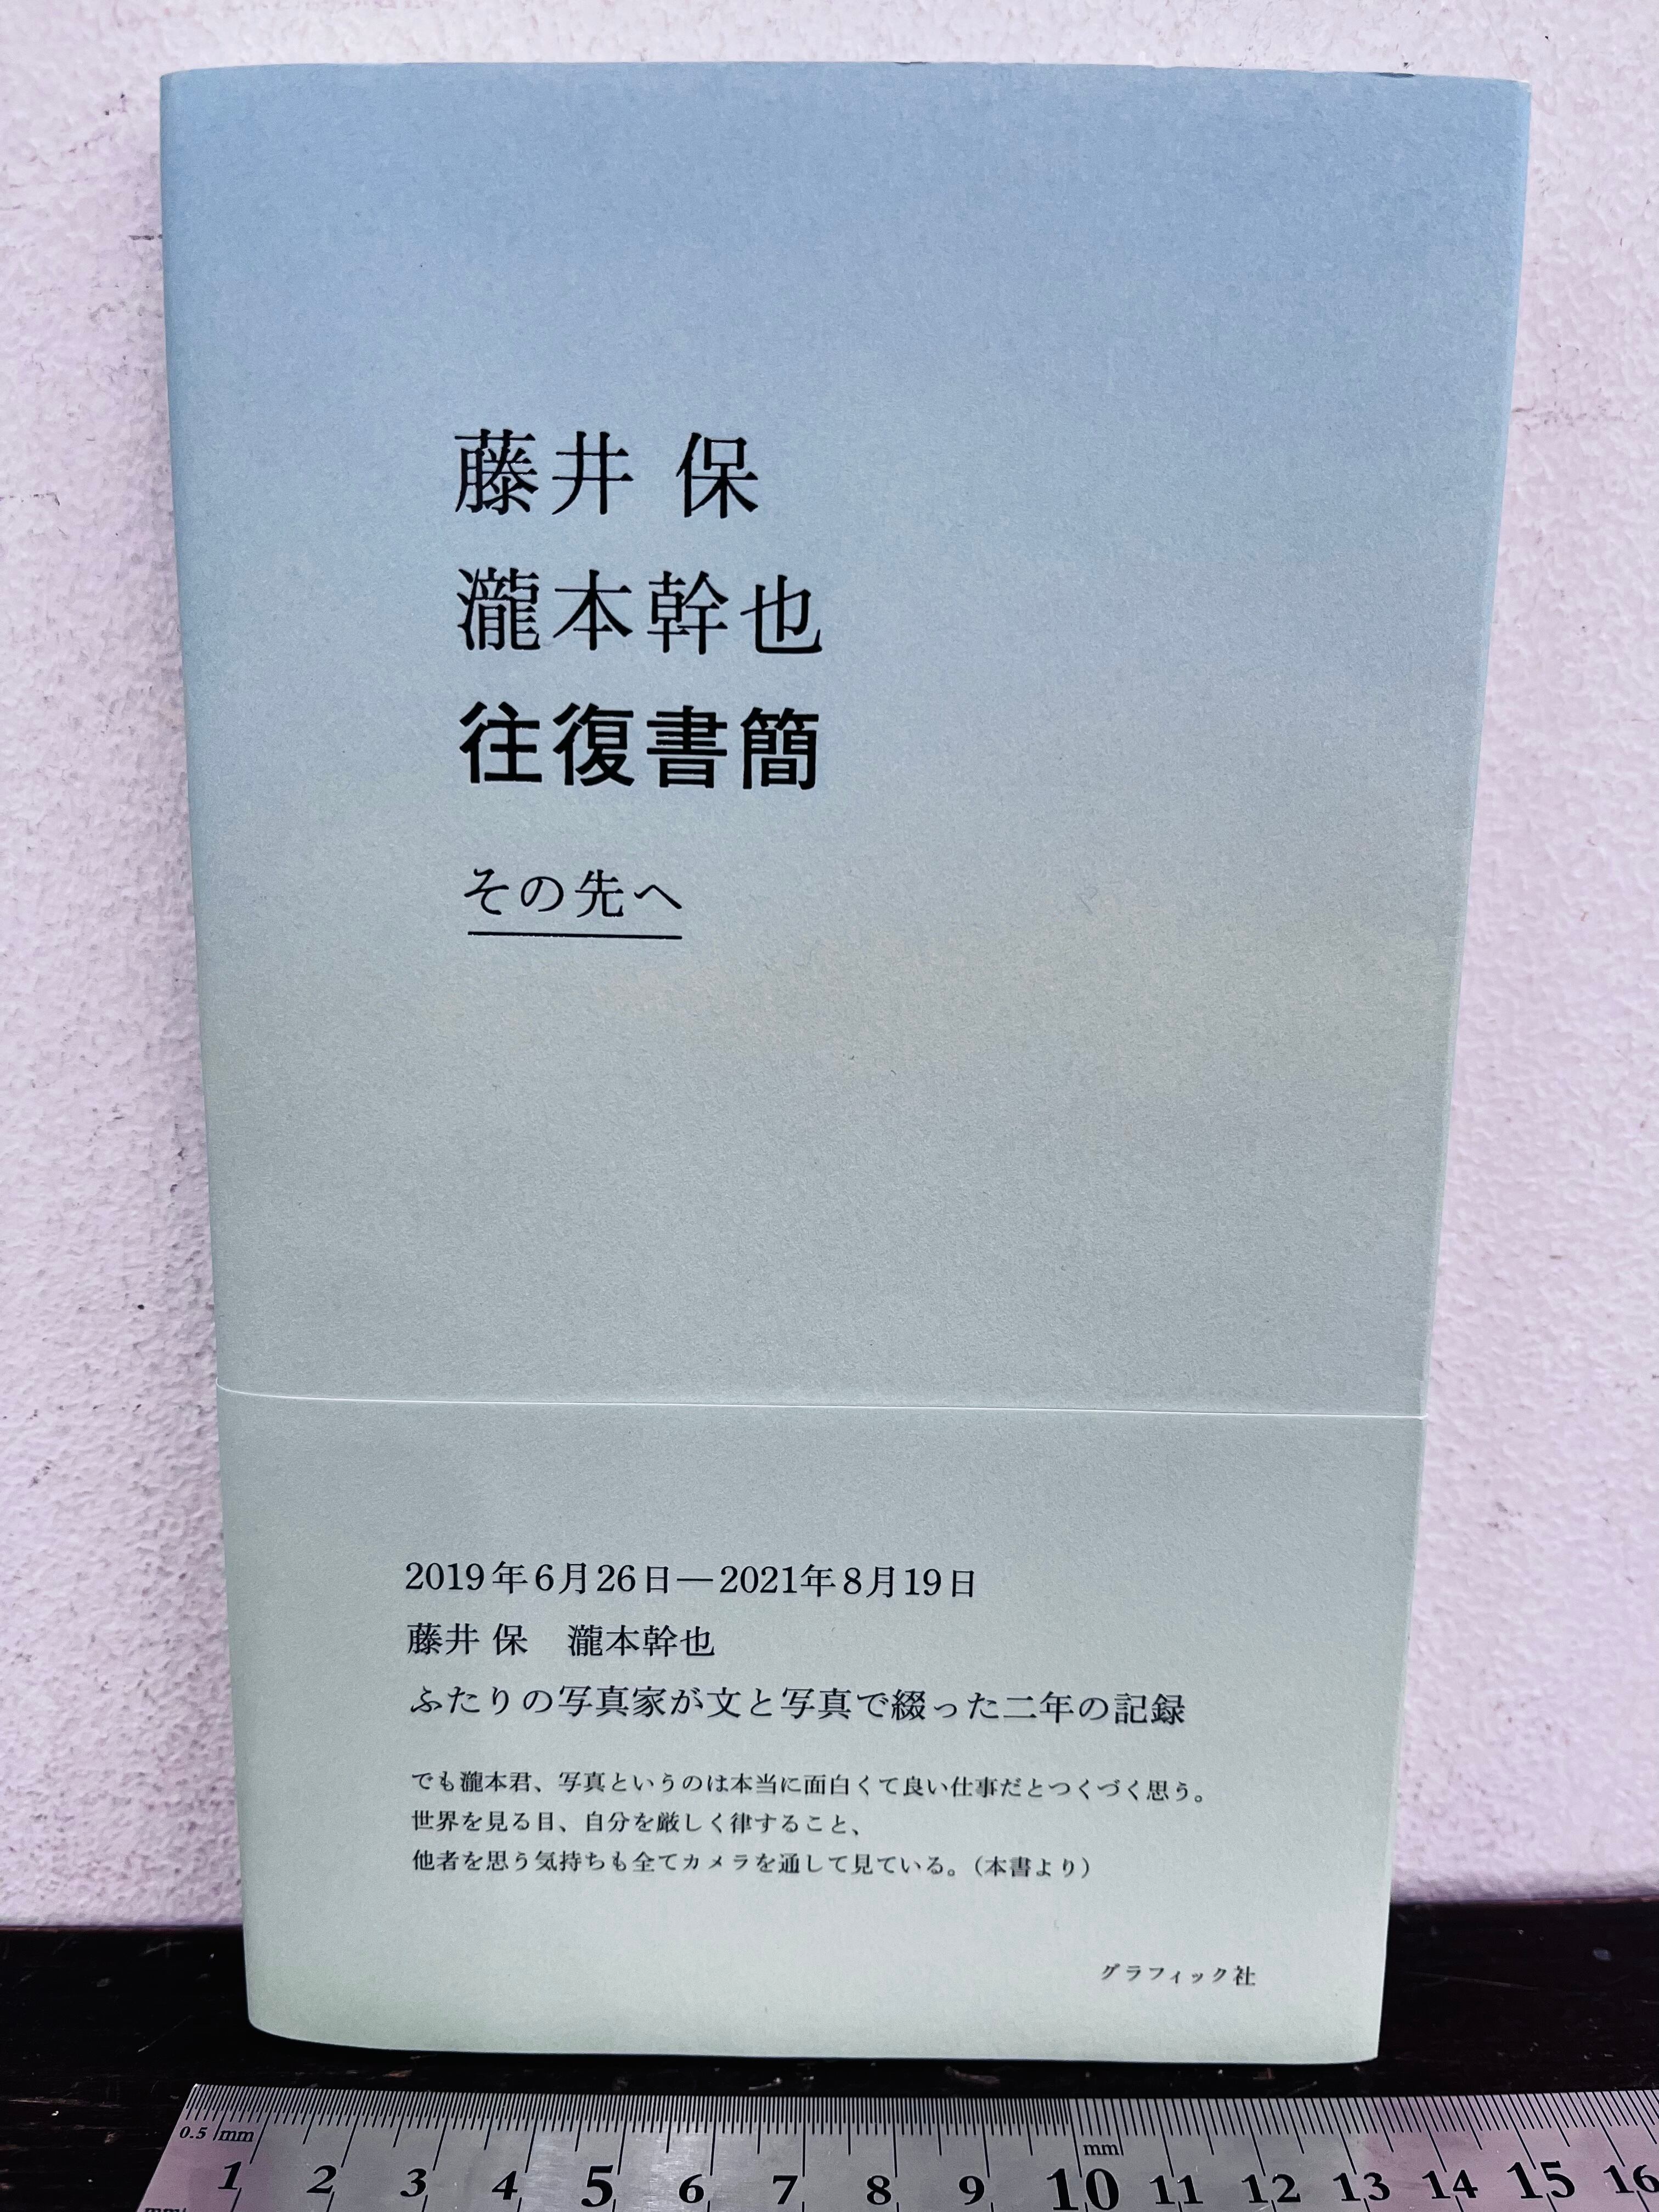 藤井 保
瀧本幹也
往復書簡
その先へ
2019年6月26日—2021年8月19日
藤井 保　瀧本幹也
ふたりの写真家が文と写真で綴った二年の記録
でも瀧本君、写真というのは本当に面白くて良い仕事だとつくづく思う。
世界を見る目、自分を厳しく律すること、
他者を思う気持ちも全てカメラを通して見ている。（本書より）
グラフィック社
0.5 mm
mm
1 2 3 4 5 6 7 8 9 10 11 12 13 14 15 16
mm